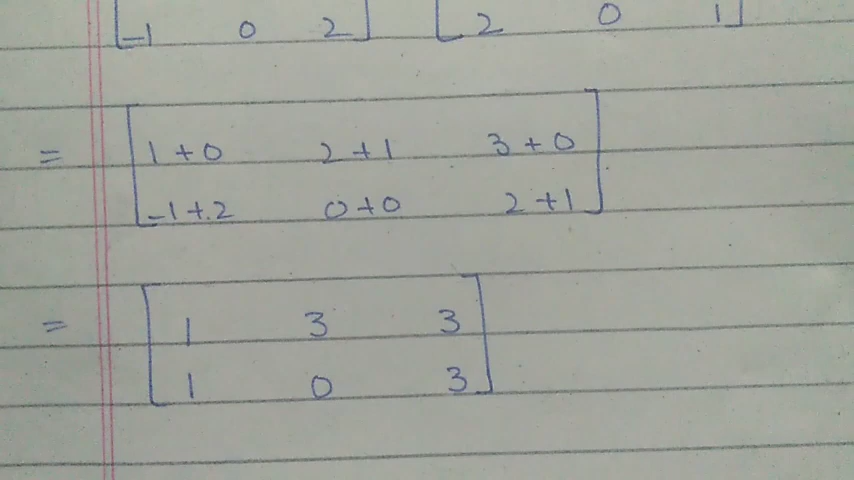 -1 0 2 2 0 1
= 1+0 2+1 3+0
-1+2 0+0 2+1
= 1 3 3
1 0 3